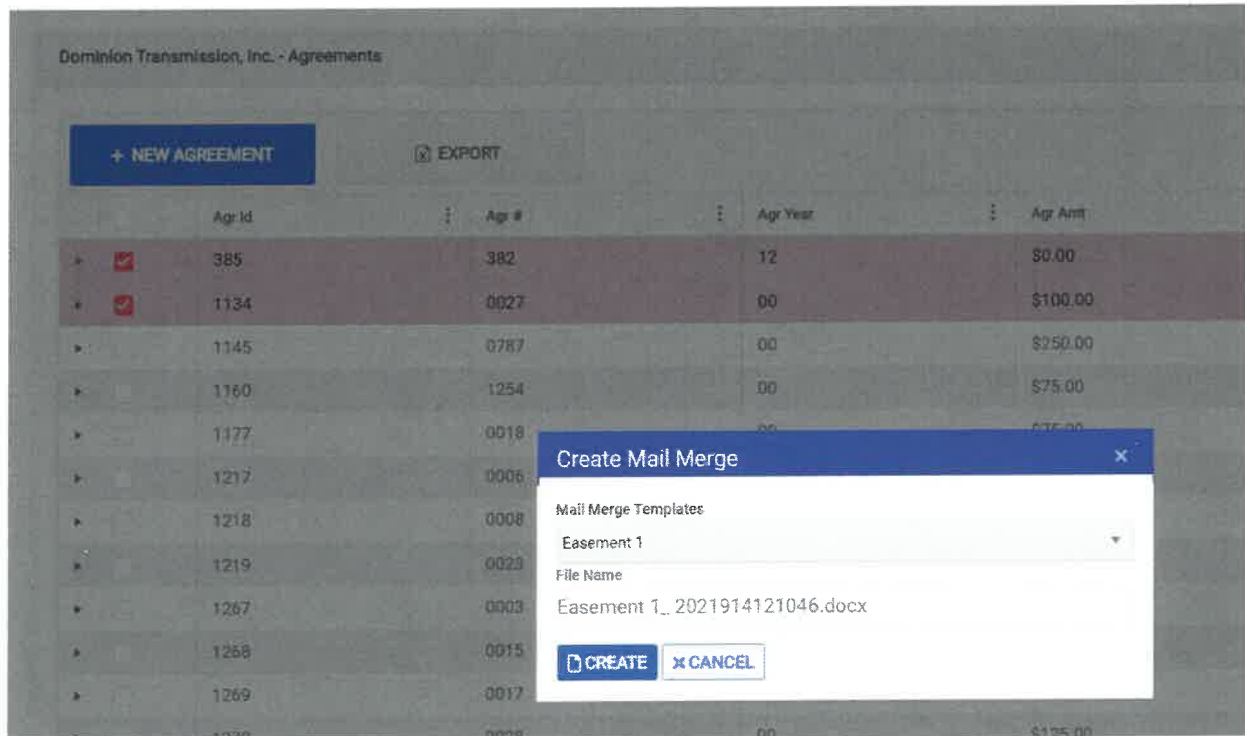 Dominion Transmission, Inc. - Agreements
+ NEW AGREEMENT EXPORT
Agr Id Agr # Agr Year Agr Amt
385 382 12 $0.00
1134 0027 00 $100.00
1145 0787 00 $250.00
1160 1254 00 $75.00
1177 0018 00 $75.00
1217 0006
1218 0008
1219 0023
1267 0003
1268 0015
1269 0017
00 $125.00
Create Mail Merge ×
Mail Merge Templates
Easement 1
File Name
Easement 1_ 2021914121046.docx
CREATE × CANCEL